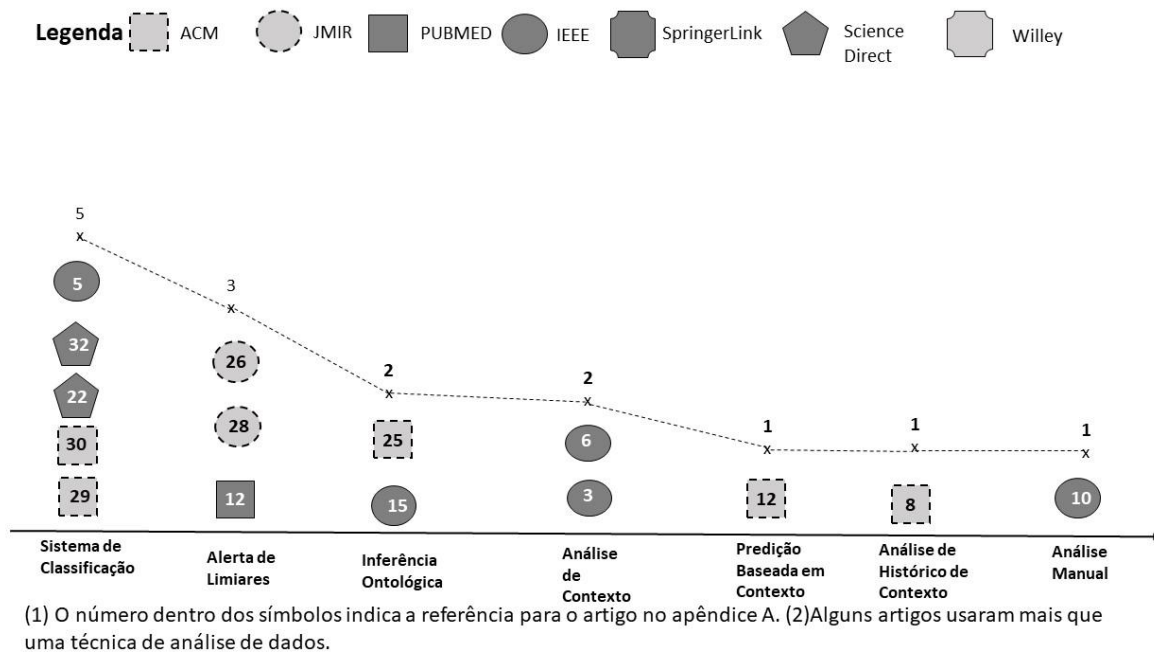 Legenda ACM JMIR PUBMED IEEE SpringerLink Science Willey
Direct
5
x
5
3
x
32
26
2
x
2
x
22
28
1
x
1
x
1
x
30
25
6
29
12
15
3
12
8
10
Sistema de
Classificação
Alerta de
Limiares
Inferência
Ontológica
Análise
de
Contexto
Predição
Baseada em
Contexto
Análise de
Histórico de
Contexto
Análise
Manual
(1) O número dentro dos símbolos indica a referência para o artigo no apêndice A. (2)Alguns artigos usaram mais que
uma técnica de análise de dados.